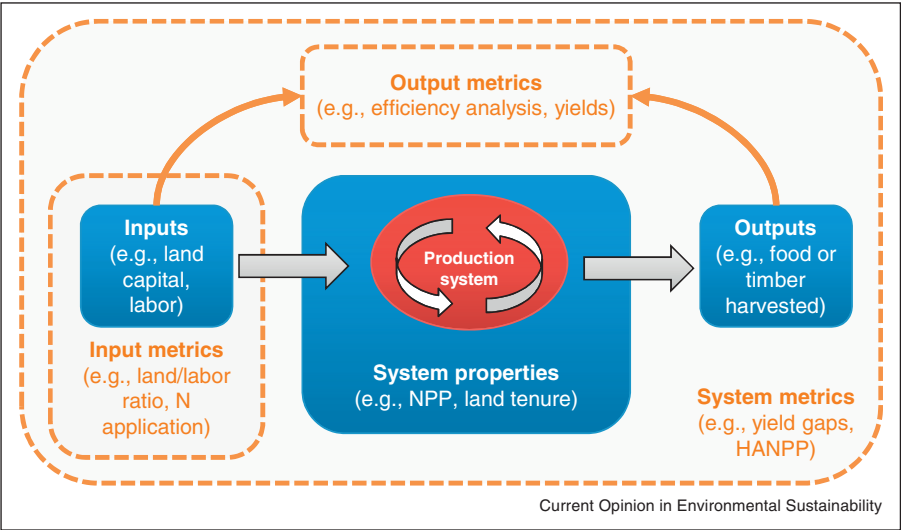 Output metrics
(e.g., efficiency analysis, yields)
Inputs
(e.g., land
capital,
labor)
Input metrics
(e.g., land/labor
ratio, N
application)
Production
system
System properties
(e.g., NPP, land tenure)
Outputs
(e.g., food or
timber
harvested)
System metrics
(e.g., yield gaps,
HANPP)
Current Opinion in Environmental Sustainability